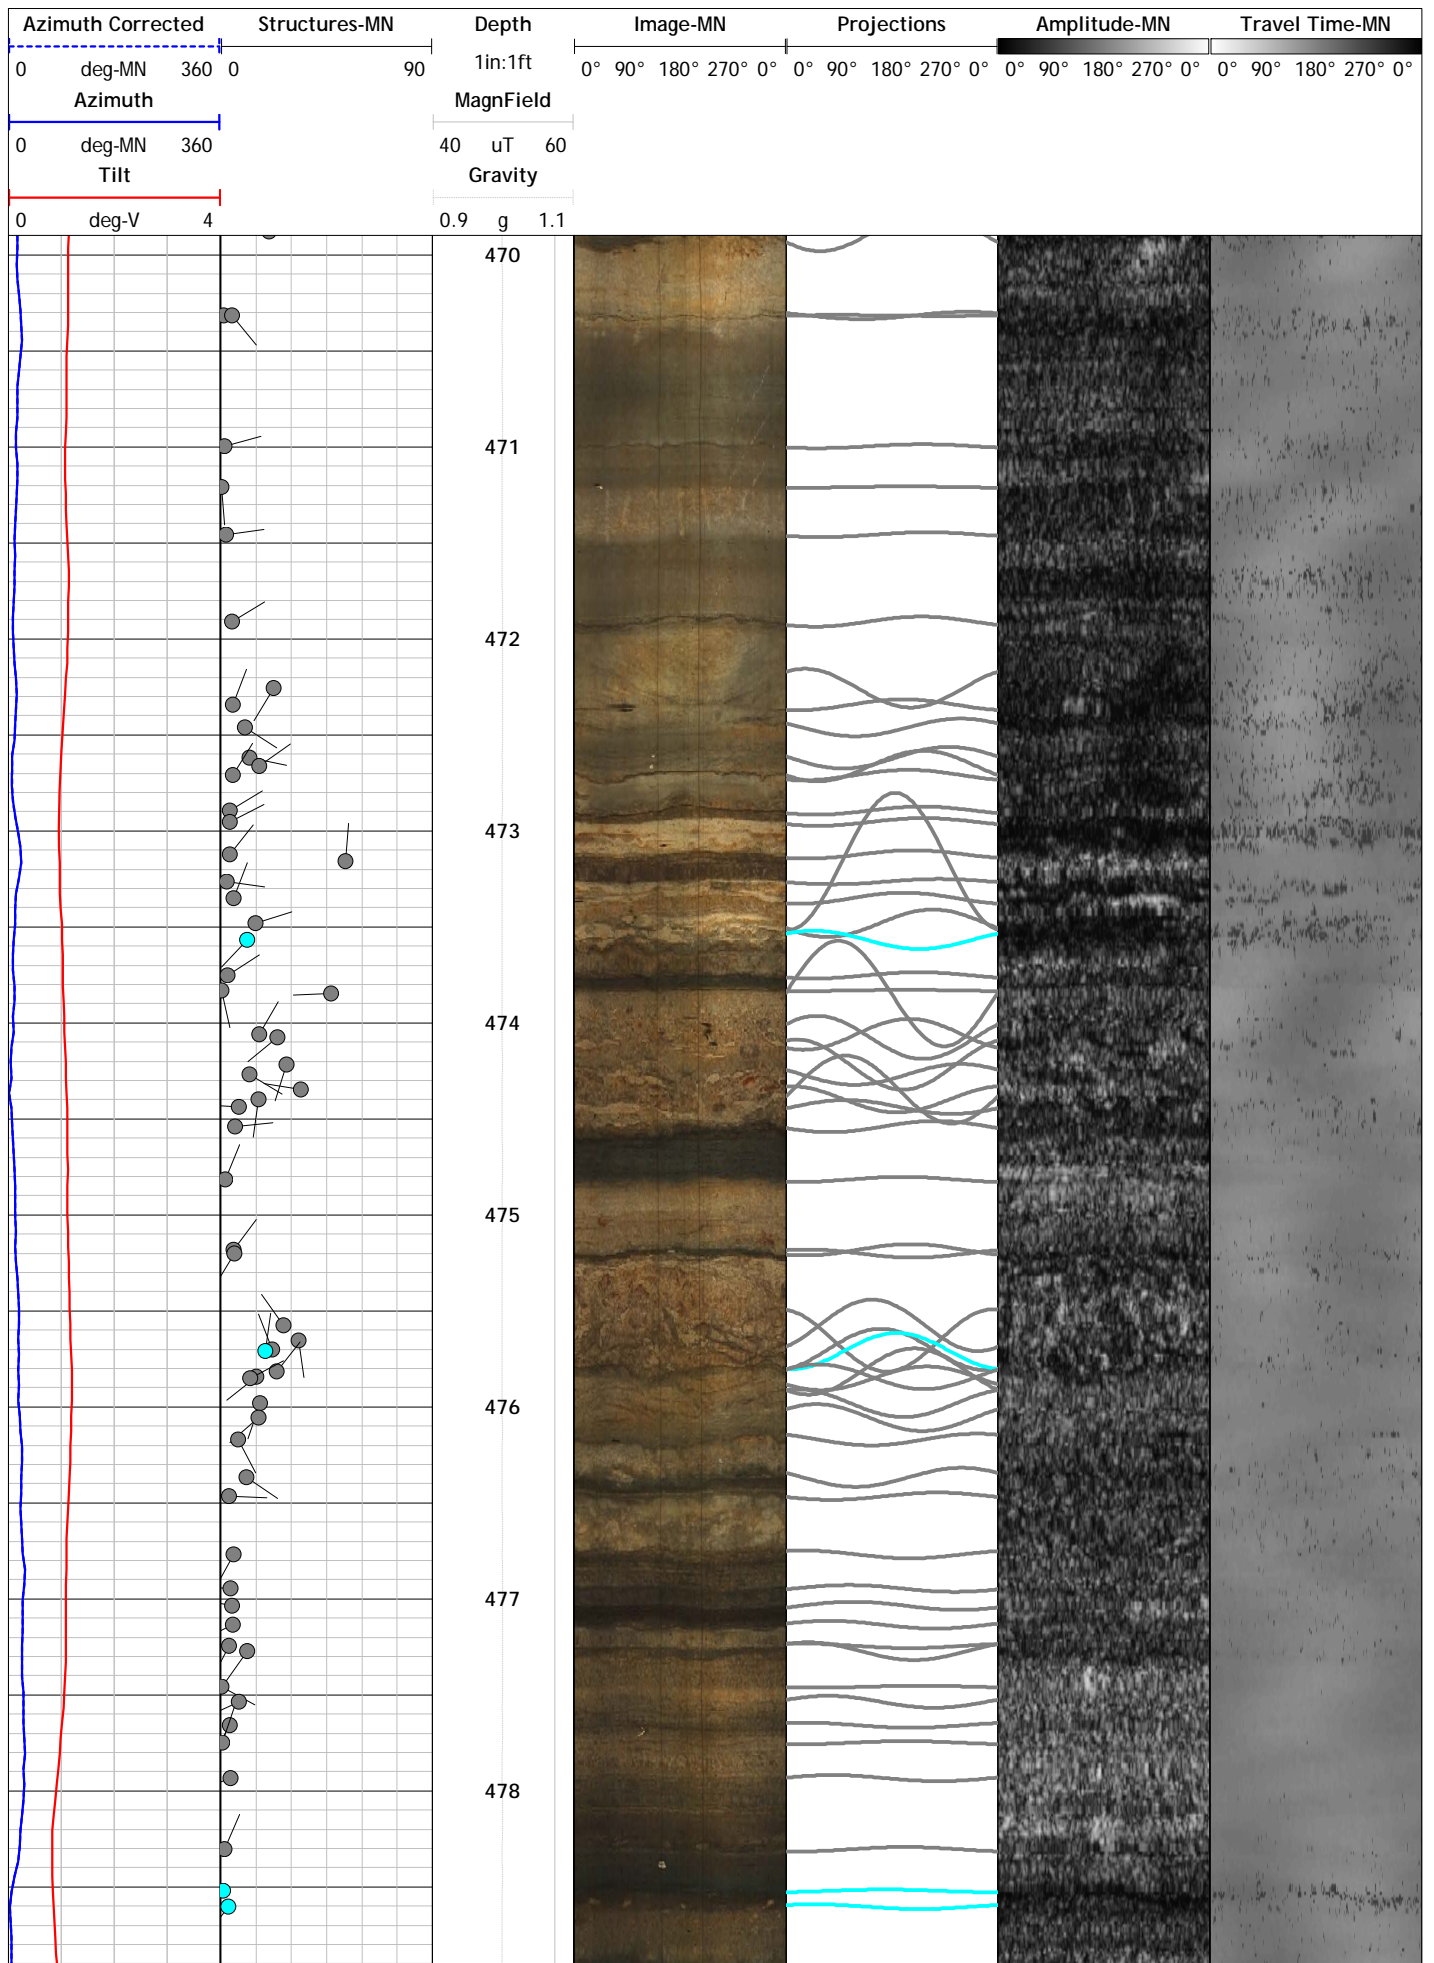 Azimuth Corrected Structures-MN Depth Image-MN Projections Amplitude-MN Travel Time-MN
0 deg-MN 360 0 90 1in:1ft 0° 90° 180° 270° 0° 0° 90° 180° 270° 0° 0° 90° 180° 270° 0° 0° 90° 180° 270° 0°
Azimuth MagnField
0 deg-MN 360 40 uT 60
Tilt Gravity
0 deg-V 4 0.9 g 1.1
470
471
472
473
474
475
476
477
478